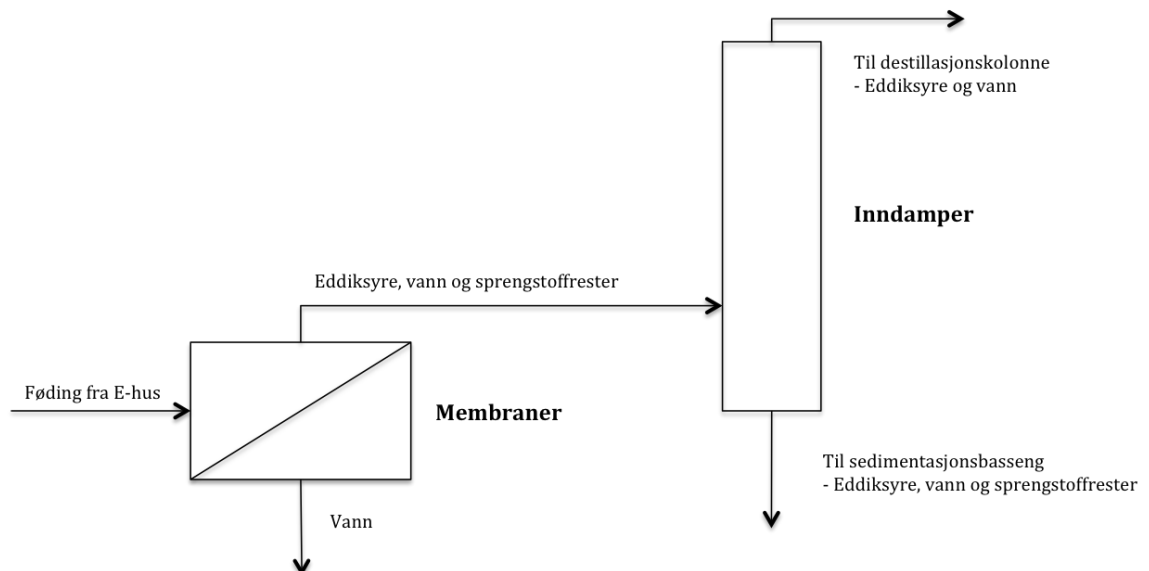 Til destillasjonskolonne
- Eddiksyre og vann
Inndamper
Eddiksyre, vann og sprengstoffrester
Føding fra E-hus
Membraner
Til sedimentasjonsbasseng
- Eddiksyre, vann og sprengstoffrester
Vann